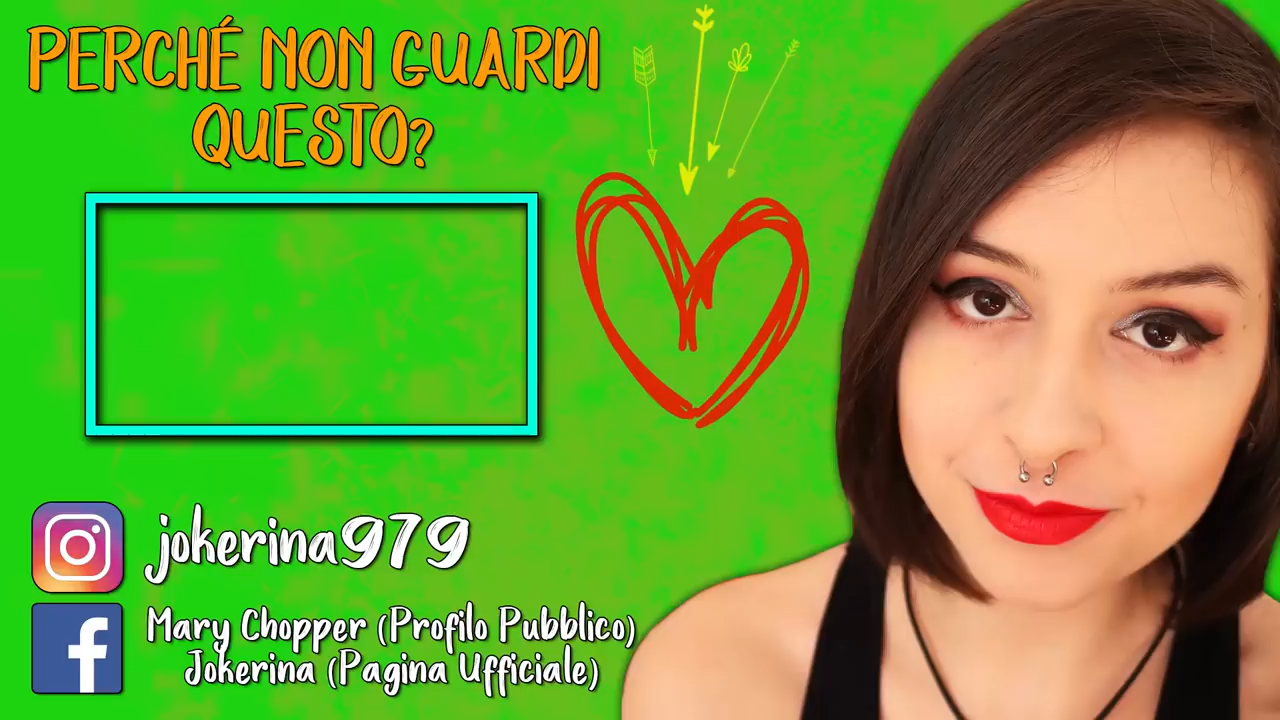 PERCHÉ NON GUARDI
QUESTO?
jokerina979
Mary Chopper (Profilo Pubblico)
Jokerina (Pagina Ufficiale)